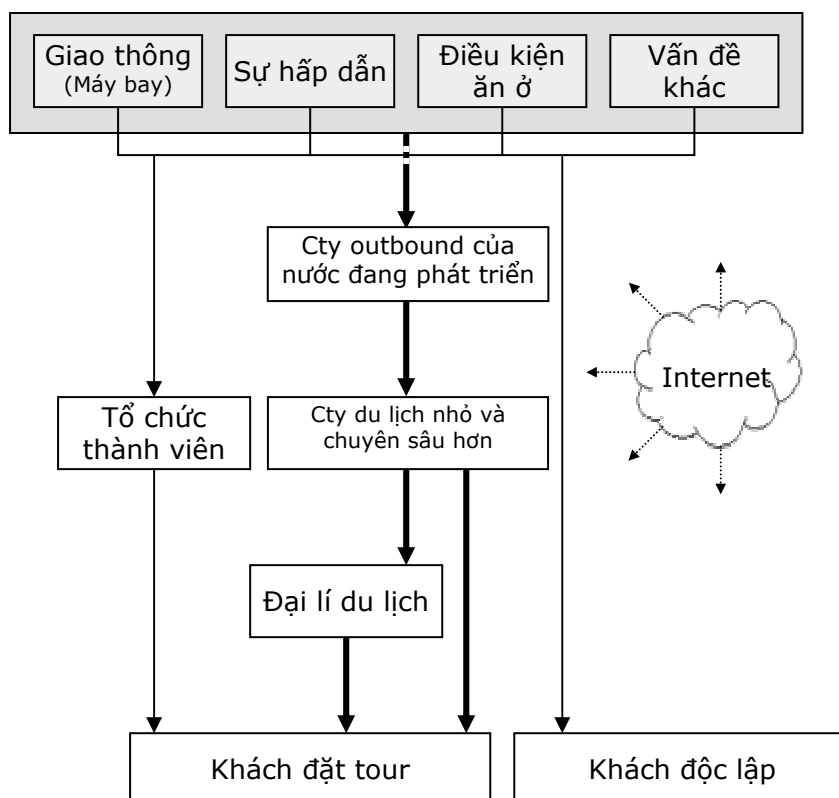 Giao thông
(Máy bay)
Sự hấp dẫn
Điều kiện
ăn ở
Vấn đề
khác
Cty outbound của
nước đang phát triển
Internet
Tổ chức
thành viên
Cty du lịch nhỏ và
chuyên sâu hơn
Đại lí du lịch
Khách đặt tour
Khách độc lập